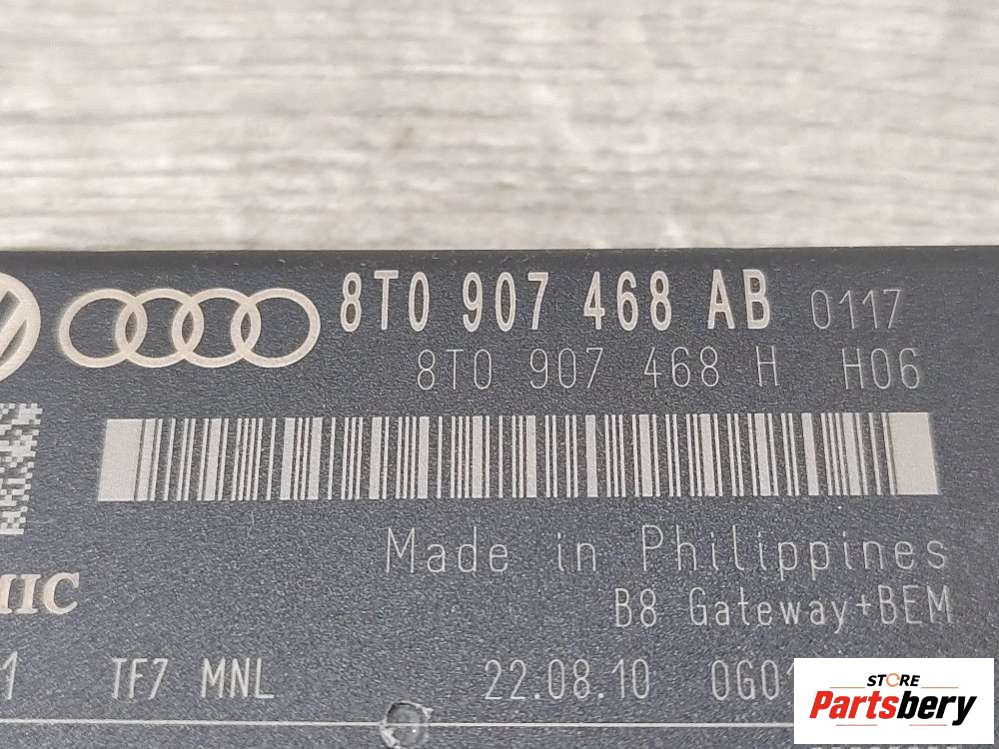 8T0 907 468 AB 0117
8T0 907 468 H H06
Made in Philippines
B8 Gateway+BEM
TF7 MNL 22.08.10 0G01
STORE
Partsbery